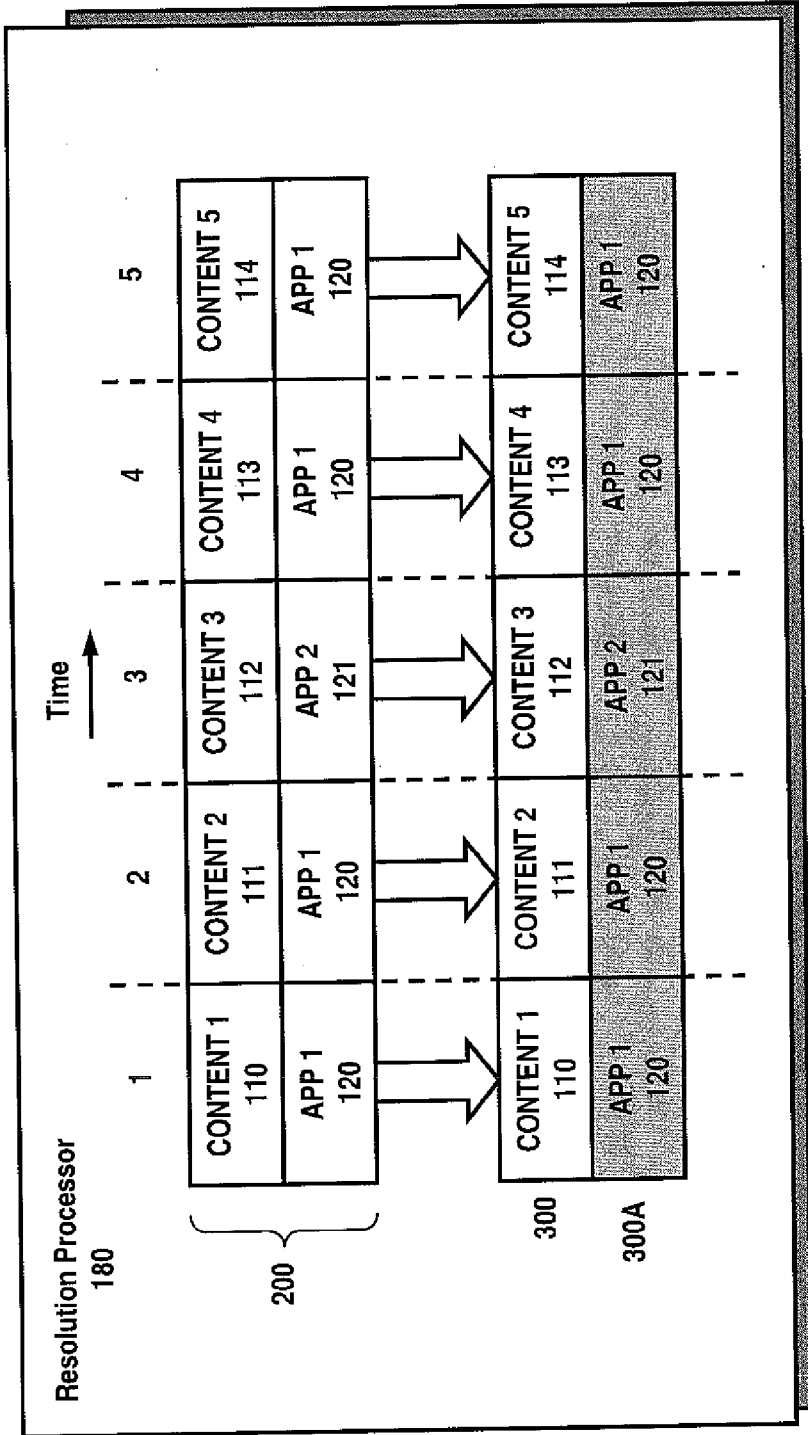 Resolution Processor
180
Time
1 2 3 4 5
CONTENT 1 CONTENT 2 CONTENT 3 CONTENT 4 CONTENT 5
110 111 112 113 114
APP 1 APP 1 APP 2 APP 1 APP 1
120 120 121 120 120
200
CONTENT 1 CONTENT 2 CONTENT 3 CONTENT 4 CONTENT 5
110 111 112 113 114
300
APP 1 APP 1 APP 2 APP 1 APP 1
120 120 121 120 120
300A